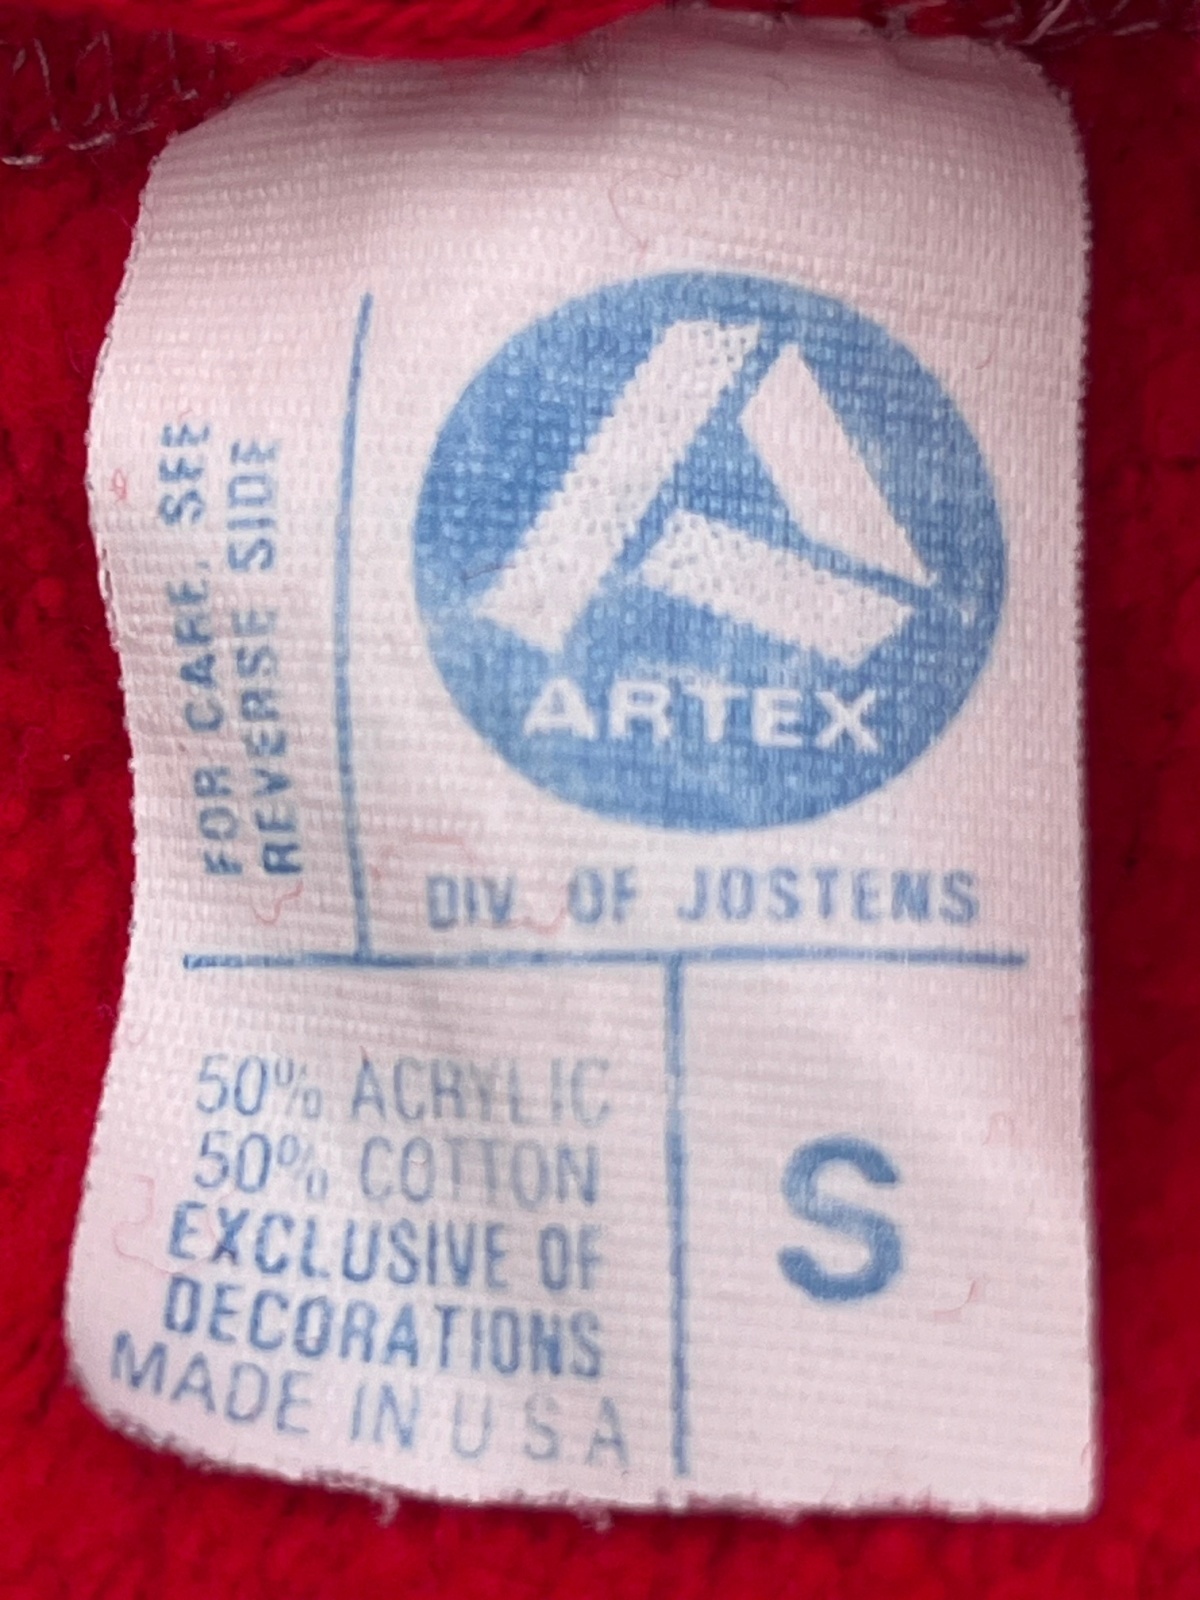 FOR CARE, SEE
REVERSE SIDE
ARTEX
DIV. OF JOSTENS
50% ACRYLIC
50% COTTON
EXCLUSIVE OF
DECORATIONS
MADE IN U S A
S